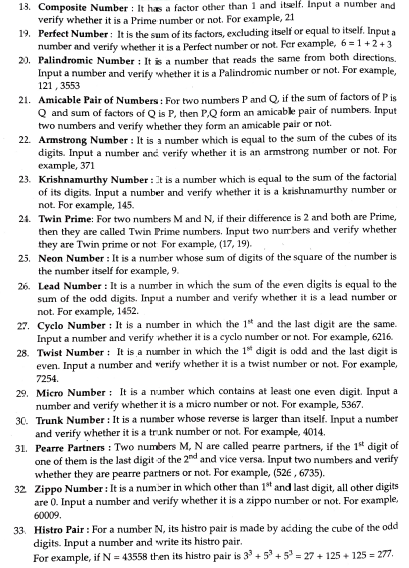 18. Composite Number : It has a factor other than 1 and itself. Input a number and
verify whether it is a Prime number or not. For example, 21
19. Perfect Number : It is the sum of its factors, excluding itself or equal to itself. Input a
number and verify whether it is a Perfect number or not. For example, 6 = 1 + 2 + 3
20. Palindromic Number : It is a number that reads the same from both directions.
Input a number and verify whether it is a Palindromic number or not. For example,
121 , 3553
21. Amicable Pair of Numbers : For two numbers P and Q, if the sum of factors of P is
Q and sum of factors of Q is P, then P,Q form an amicable pair of numbers. Input
two numbers and verify whether they form an amicable pair or not.
22. Armstrong Number : It is a number which is equal to the sum of the cubes of its
digits. Input a number and verify whether it is an armstrong number or not. For
example, 371
23. Krishnamurthy Number : It is a number which is equal to the sum of the factorial
of its digits. Input a number and verify whether it is a krishnamurthy number or
not. For example, 145.
24. Twin Prime: For two numbers M and N, if their difference is 2 and both are Prime,
then they are called Twin Prime numbers. Input two numbers and verify whether
they are Twin prime or not For example, (17, 19).
25. Neon Number : It is a number whose sum of digits of the square of the number is
the number itself for example, 9.
26. Lead Number : It is a number in which the sum of the even digits is equal to the
sum of the odd digits. Input a number and verify whether it is a lead number or
not. For example, 1452.
27. Cyclo Number : It is a number in which the 1st and the last digit are the same.
Input a number and verify whether it is a cyclo number or not. For example, 6216.
28. Twist Number : It is a number in which the 1st digit is odd and the last digit is
even. Input a number and verify whether it is a twist number or not. For example,
7254.
29. Micro Number : It is a number which contains at least one even digit. Input a
number and verify whether it is a micro number or not. For example, 5367.
30. Trunk Number : It is a number whose reverse is larger than itself. Input a number
and verify whether it is a trunk number or not. For example, 4014.
31. Pearre Partners : Two numbers M, N are called pearre partners, if the 1st digit of
one of them is the last digit of the 2nd and vice versa. Input two numbers and verify
whether they are pearre partners or not. For example, (526 , 6735).
32. Zippo Number : It is a number in which other than 1st and last digit, all other digits
are 0. Input a number and verify whether it is a zippo number or not. For example,
60009.
33. Histro Pair : For a number N, its histro pair is made by adding the cube of the odd
digits. Input a number and write its histro pair.
For example, if N = 43558 then its histro pair is 3³ + 5³ + 5³ = 27 + 125 + 125 = 277.